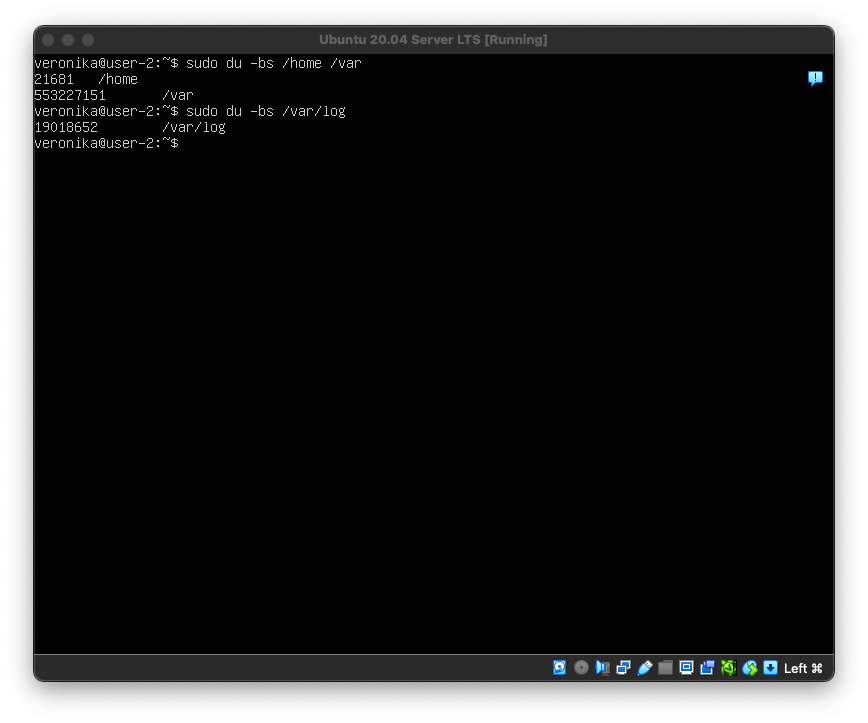 Ubuntu 20.04 Server LTS [Running]
veronika@user-2:~$ sudo du -bs /home /var
21681   /home
553227151       /var
veronika@user-2:~$ sudo du -bs /var/log
19018652        /var/log
veronika@user-2:~$
Left ⌘